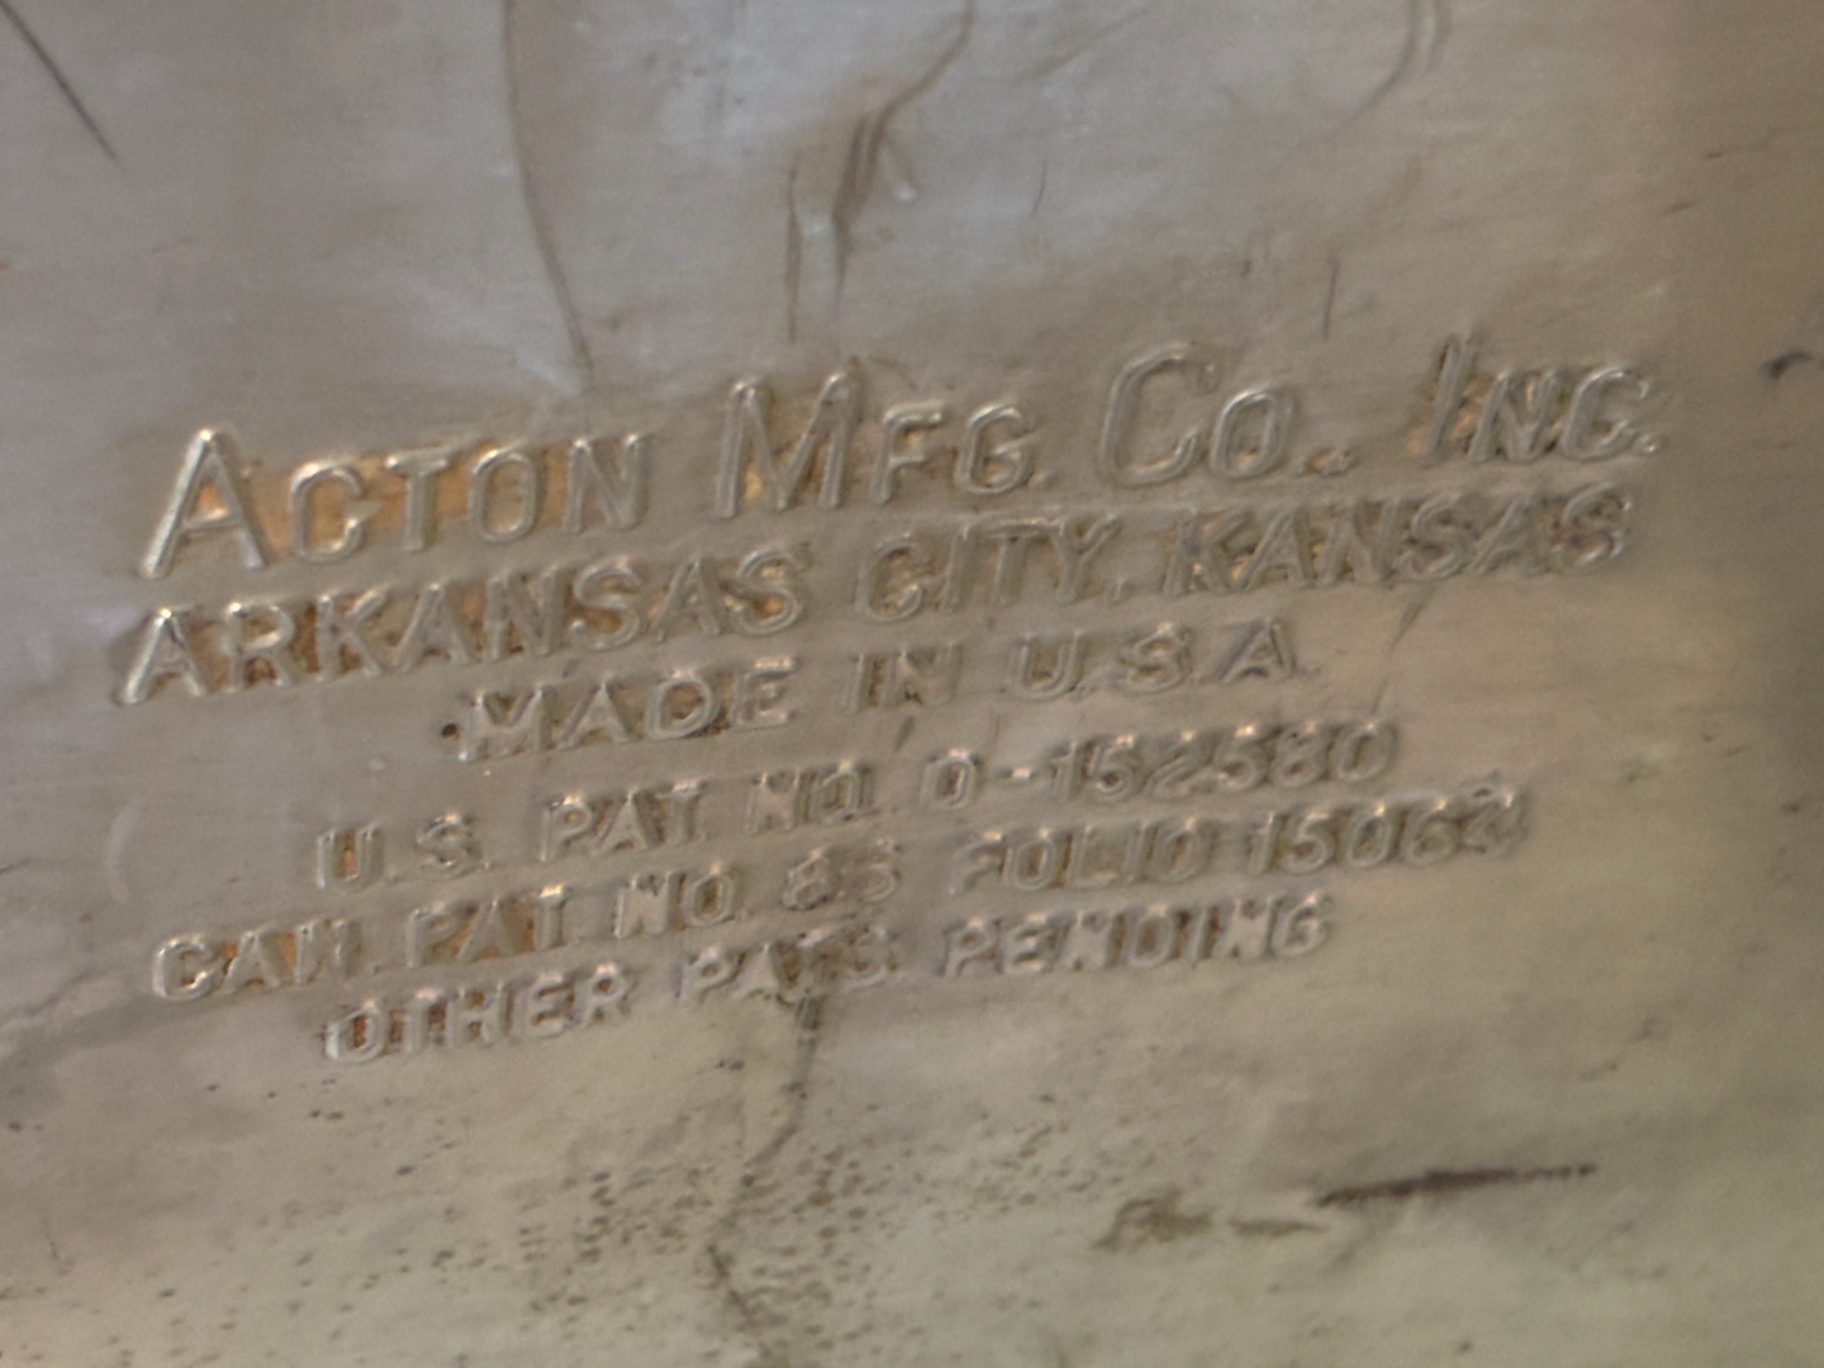 ACTON MFG. CO., INC.
ARKANSAS CITY, KANSAS
MADE IN U.S.A.
U.S. PAT. NO. D-152580
CAN. PAT. NO. 85 FOLIO
OTHER PATS PENDING